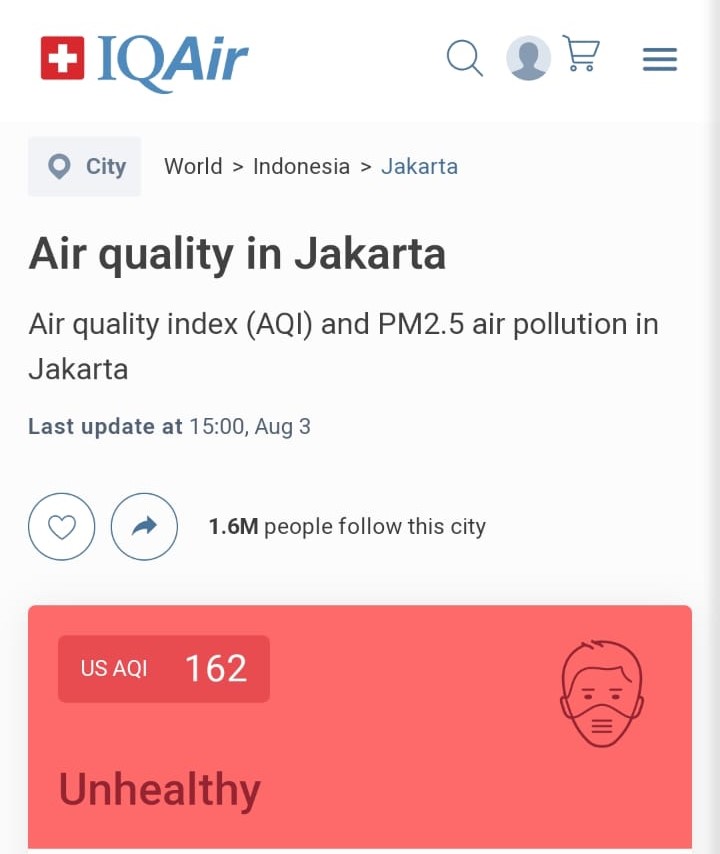 IQAir
City World > Indonesia > Jakarta
Air quality in Jakarta
Air quality index (AQI) and PM2.5 air pollution in
Jakarta
Last update at 15:00, Aug 3
1.6M people follow this city
US AQI 162
Unhealthy